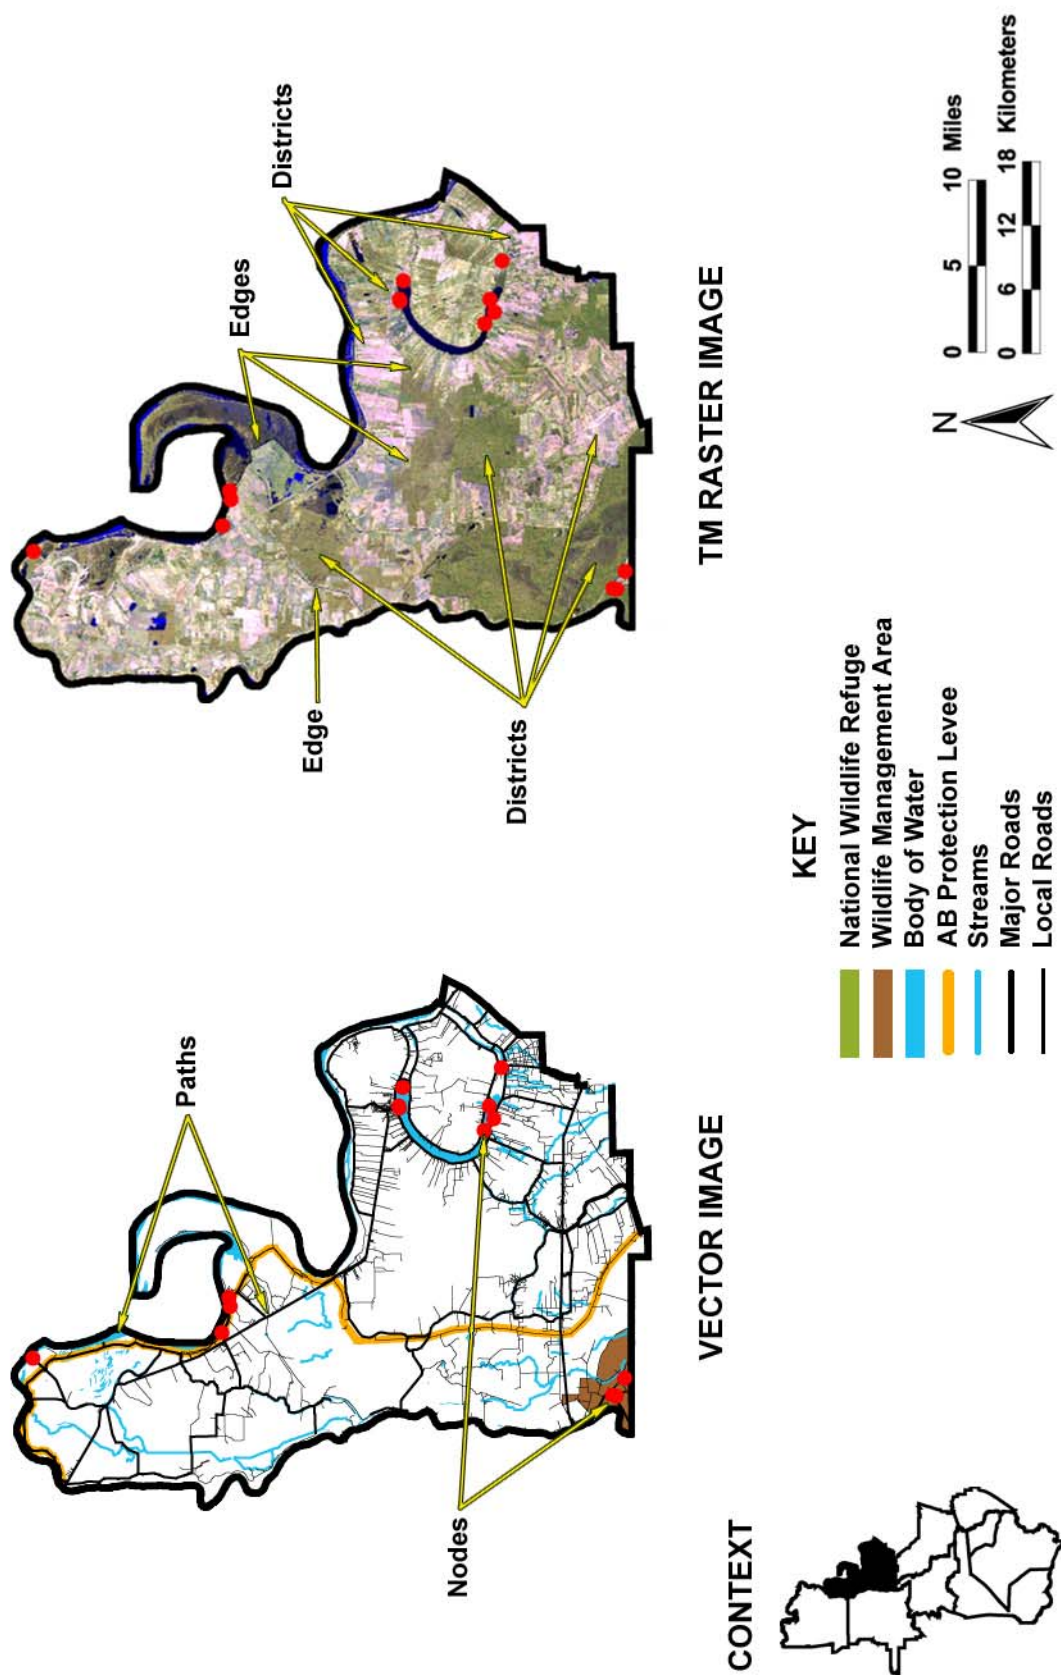 Paths
Nodes
VECTOR IMAGE
Edge
Districts
Edges
Districts
TM RASTER IMAGE
CONTEXT
KEY
National Wildlife Refuge
Wildlife Management Area
Body of Water
AB Protection Levee
Streams
Major Roads
Local Roads
N
0 5 10 Miles
0 6 12 18 Kilometers